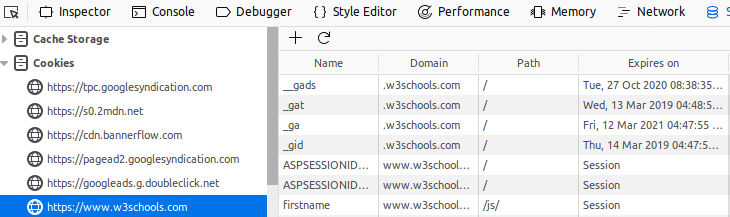 Inspector Console Debugger Style Editor Performance Memory Network
Cache Storage
Cookies
https://tpc.googlesyndication.com
https://s0.2mdn.net
https://cdn.bannerflow.com
https://pagead2.googlesyndication.com
https://googleads.g.doubleclick.net
https://www.w3schools.com
Name Domain Path Expires on
__gads .w3schools.com / Tue, 27 Oct 2020 08:38:35...
_gat .w3schools.com / Wed, 13 Mar 2019 04:48:5...
_ga .w3schools.com / Fri, 12 Mar 2021 04:47:55 ...
_gid .w3schools.com / Thu, 14 Mar 2019 04:47:5...
ASPSESSIONID... www.w3school... / Session
ASPSESSIONID... www.w3school... / Session
firstname www.w3school... /js/ Session